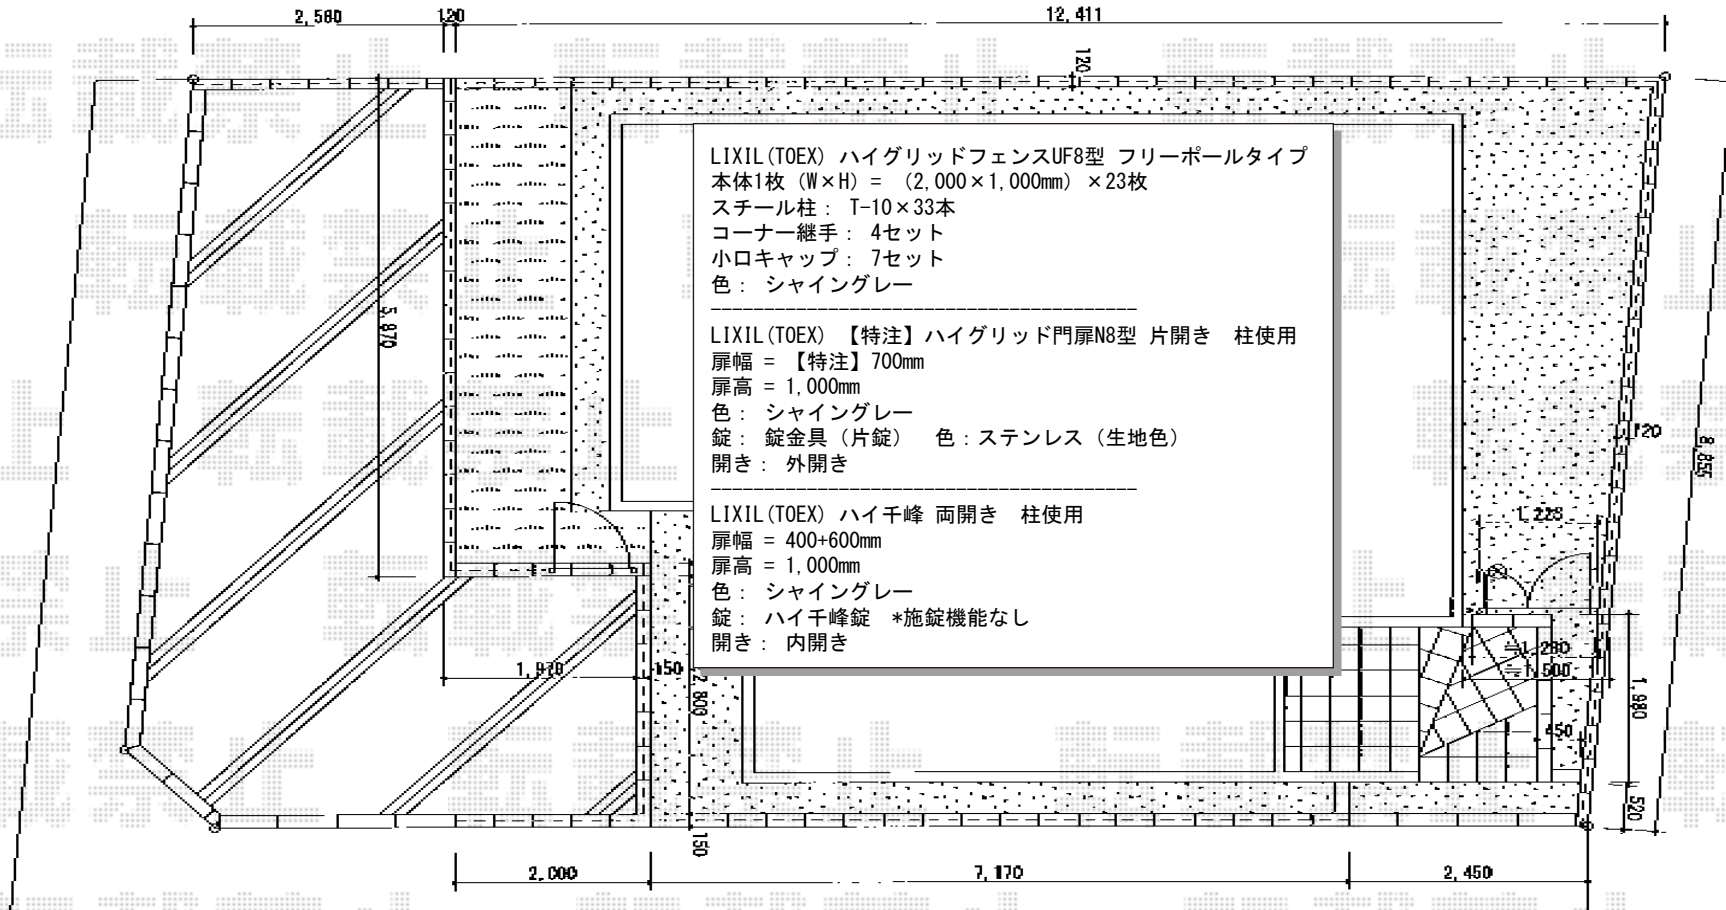 2,580
120
12,411
120
LIXIL(TOEX) ハイグリッドフェンスUF8型 フリーポールタイプ
本体1枚 (W×H) = (2,000×1,000mm) ×23枚
スチール柱: T-10×33本
コーナー継手: 4セット
小口キャップ: 7セット
色: シャイングレー
----------------------------------------
LIXIL(TOEX) 【特注】ハイグリッド門扉N8型 片開き 柱使用
扉幅 = 【特注】700mm
扉高 = 1,000mm
色: シャイングレー
錠: 錠金具(片錠) 色:ステンレス(生地色)
開き: 外開き
----------------------------------------
LIXIL(TOEX) ハイ千峰 両開き 柱使用
扉幅 = 400+600mm
扉高 = 1,000mm
色: シャイングレー
錠: ハイ千峰錠 *施錠機能なし
開き: 内開き
5,870
120
8,855
1,228
1,970
150
2,800
≒1,280
≒1,500
1,980
450
520
150
2,000
7,170
2,450